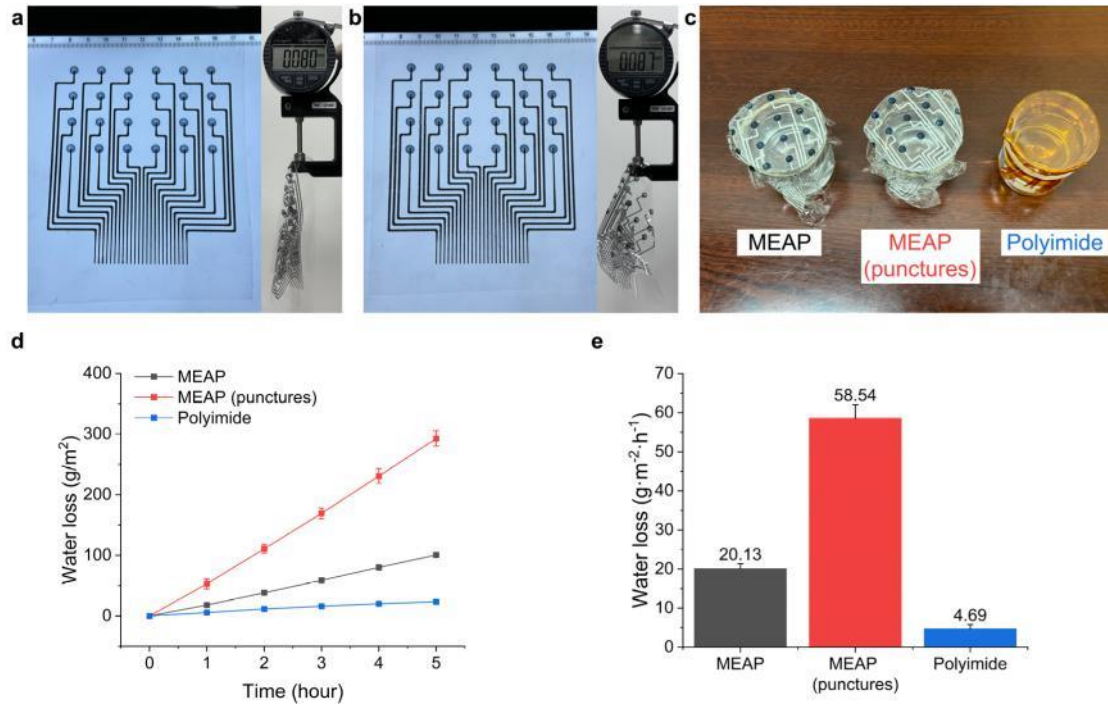 a
0.080
b
0.087
c
MEAP
MEAP
(punctures)
Polyimide
d
Water loss (g/m²)
400
300
200
100
0
MEAP
MEAP (punctures)
Polyimide
0 1 2 3 4 5
Time (hour)
e
Water loss (g·m⁻²·h⁻¹)
70
60
50
40
30
20
10
0
20.13
58.54
4.69
MEAP
MEAP
(punctures)
Polyimide